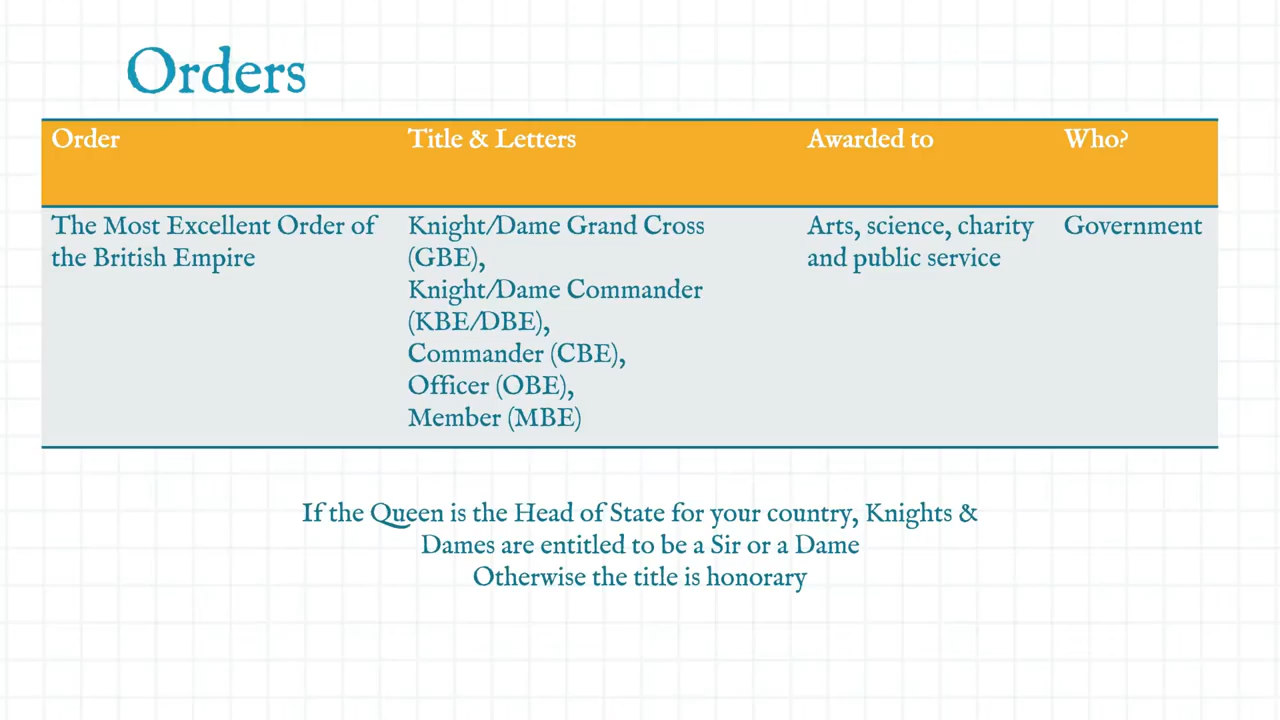 Orders
Order
Title & Letters
Awarded to
Who?
The Most Excellent Order of
the British Empire
Knight/Dame Grand Cross
(GBE),
Knight/Dame Commander
(KBE/DBE),
Commander (CBE),
Officer (OBE),
Member (MBE)
Arts, science, charity
and public service
Government
If the Queen is the Head of State for your country, Knights &
Dames are entitled to be a Sir or a Dame
Otherwise the title is honorary